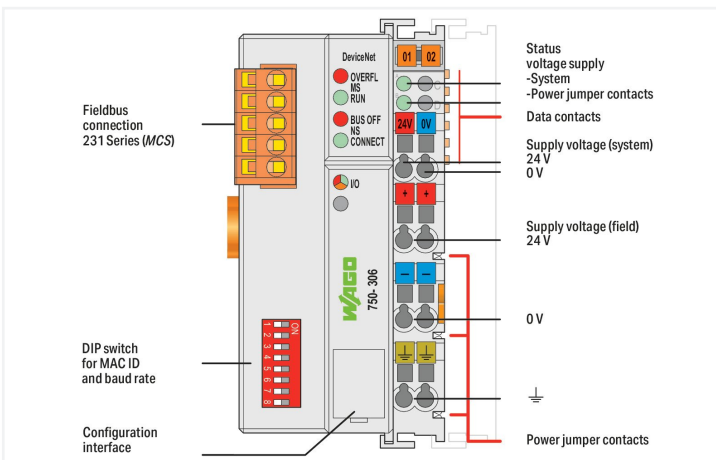 Fieldbus
connection
231 Series (MCS)
DIP switch
for MAC ID
and baud rate
Configuration
interface
DeviceNet
OVERFL
MS
RUN
BUS OFF
NS
CONNECT
I/O
WAGO
750- 306
ON
1 2 3 4 5 6 7 8
01 02
C
D
24V 0V
+ +
— —
Status
voltage supply
-System
-Power jumper contacts
Data contacts
Supply voltage (system)
24 V
0 V
Supply voltage (field)
24 V
0 V
Power jumper contacts